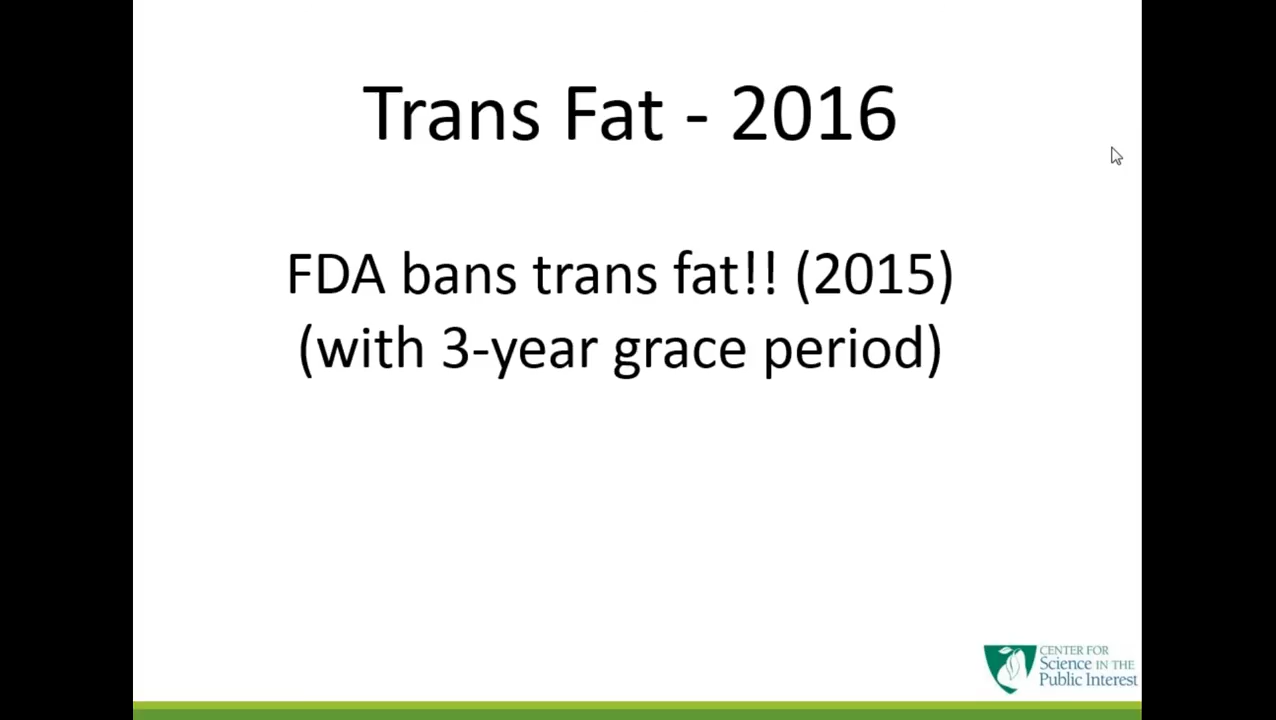 Trans Fat - 2016
FDA bans trans fat!! (2015)
(with 3-year grace period)
CENTER FOR
Science IN THE
Public Interest